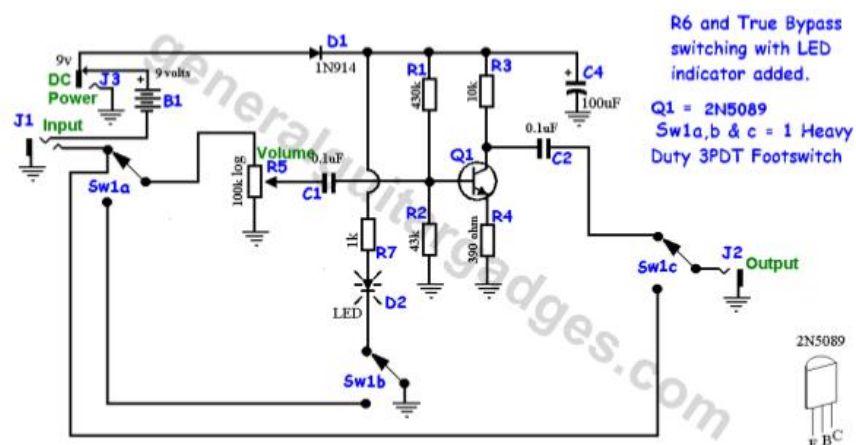 R6 and True Bypass
switching with LED
indicator added.
Q1 = 2N5089
Sw1a,b & c = 1 Heavy
Duty 3PDT Footswitch
9v
DC
Power
J3
9 volts
+
B1
D1
1N914
R1
430k
R3
10k
+
C4
100uF
J1
Input
Sw1a
Volume
R5
100k log
0.1uF
C1
Q1
0.1uF
C2
R2
43k
R4
390 ohm
1k
R7
LED
D2
Sw1b
Sw1c
J2
Output
2N5089
E B C
generalguitargadgets.com